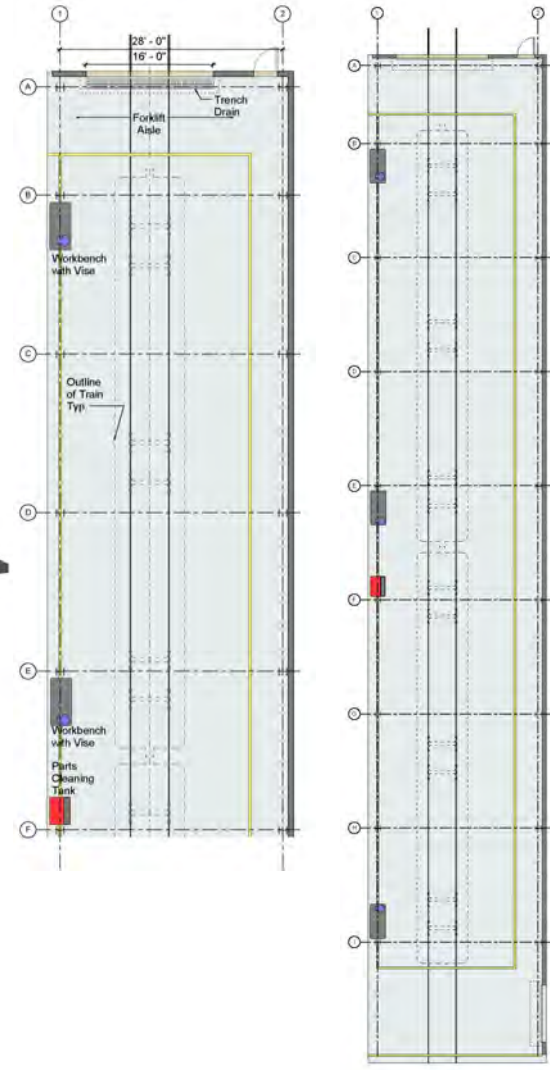 1
2
28' - 0"
16' - 0"
A
Trench
Drain
Forklift
Aisle
B
Workbench
with Vise
C
Outline
of Train
Typ
D
E
Workbench
with Vise
Parts
Cleaning
Tank
F
1
2
A
B
C
D
E
F
G
H
I